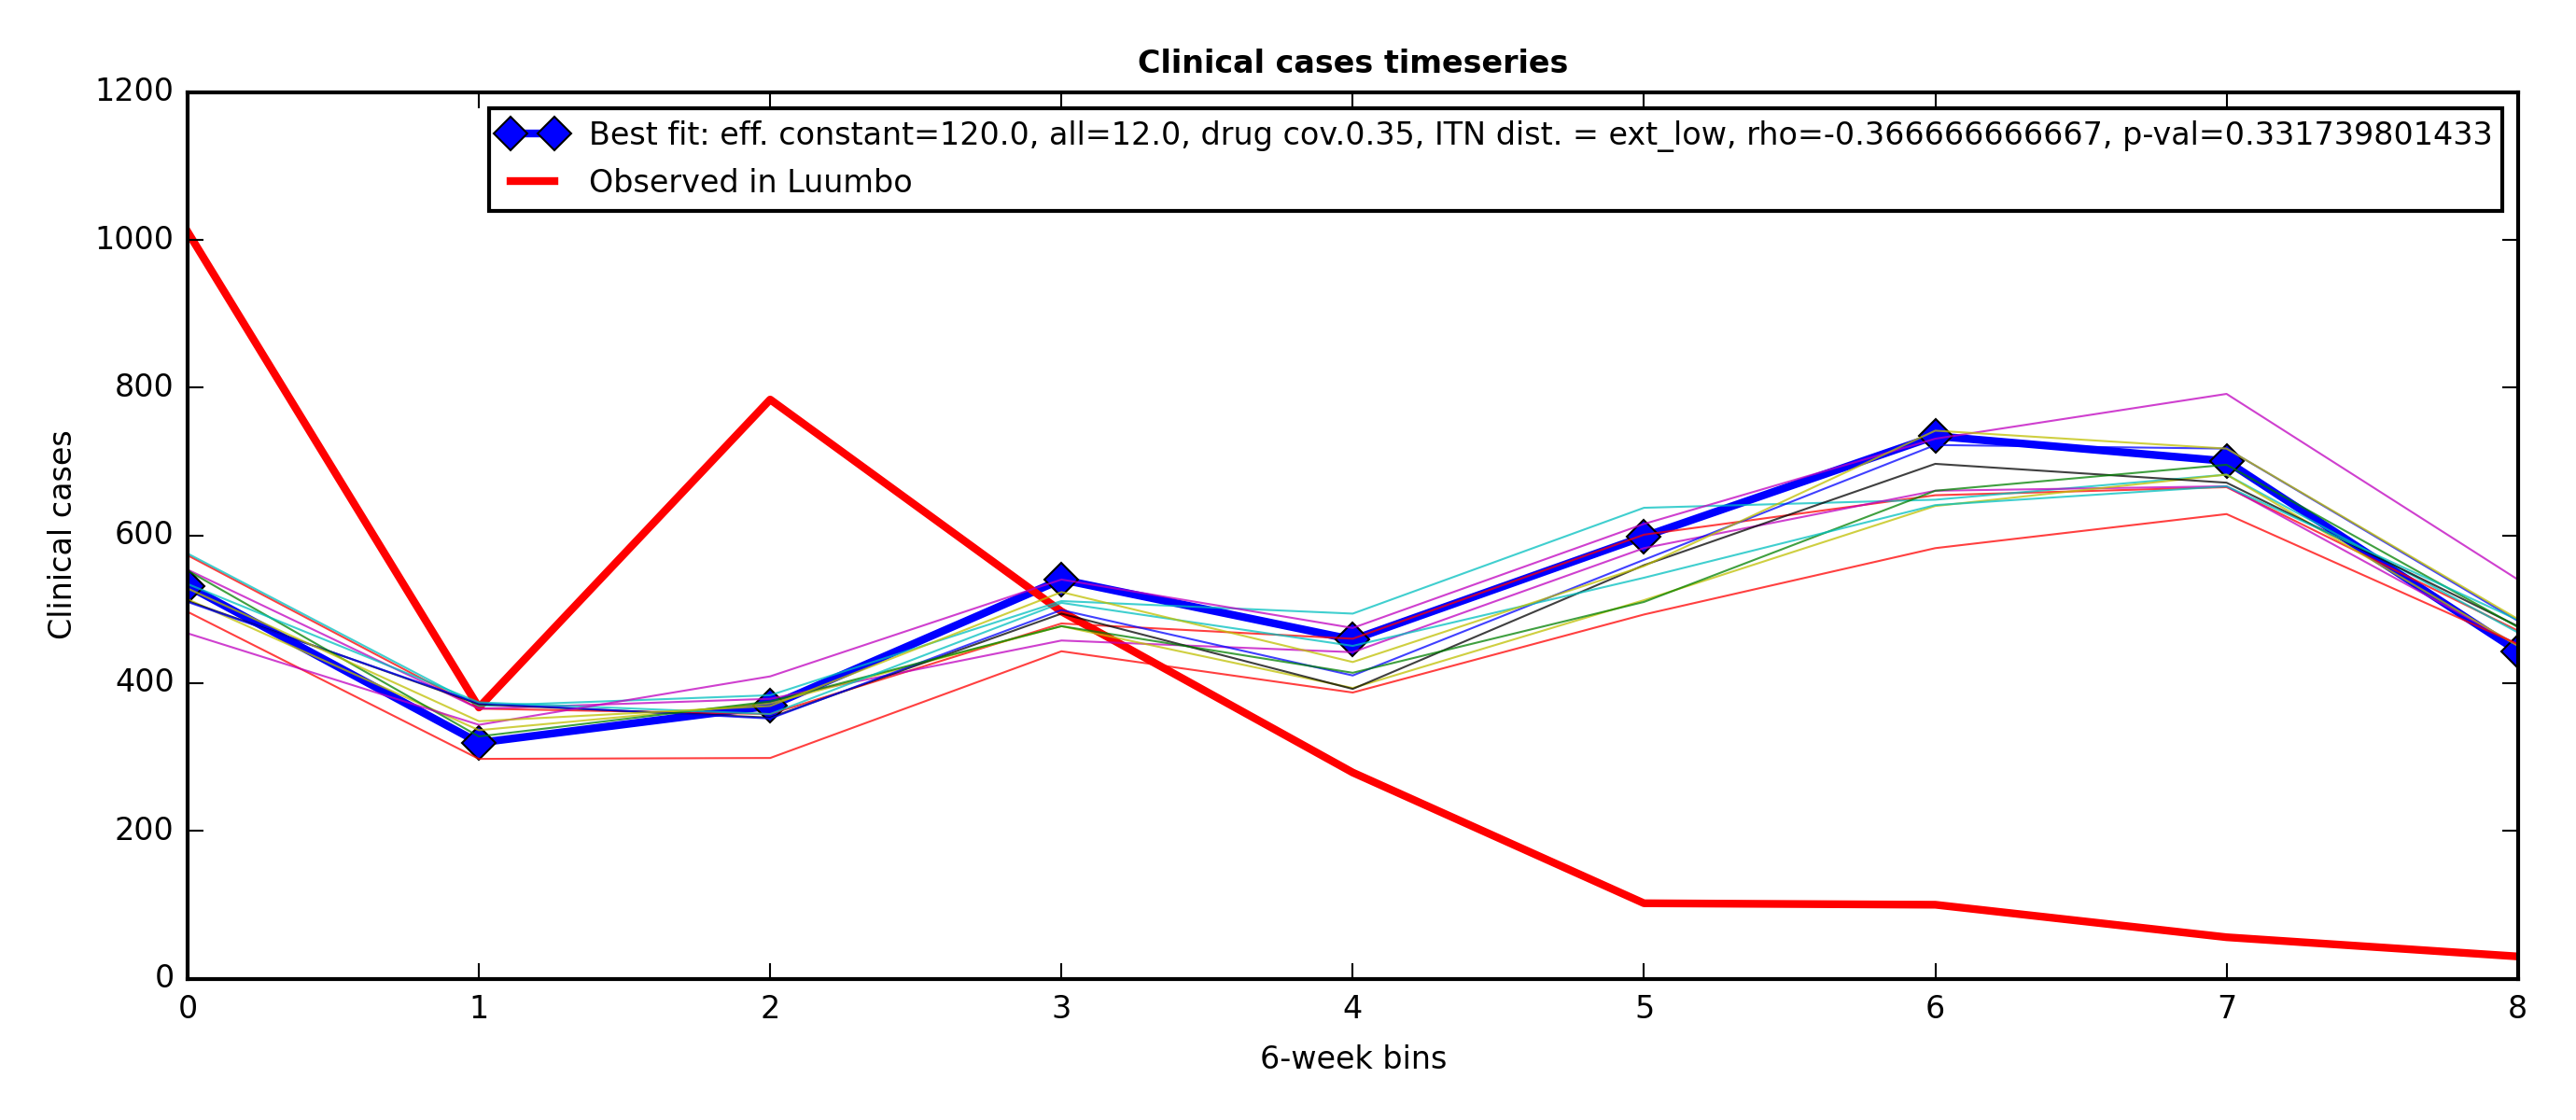 Clinical cases timeseries
Best fit: eff. constant=120.0, all=12.0, drug cov.0.35, ITN dist. = ext_low, rho=-0.366666666667, p-val=0.331739801433
Observed in Luumbo
1200
1000
800
600
400
200
0
Clinical cases
0 1 2 3 4 5 6 7 8
6-week bins